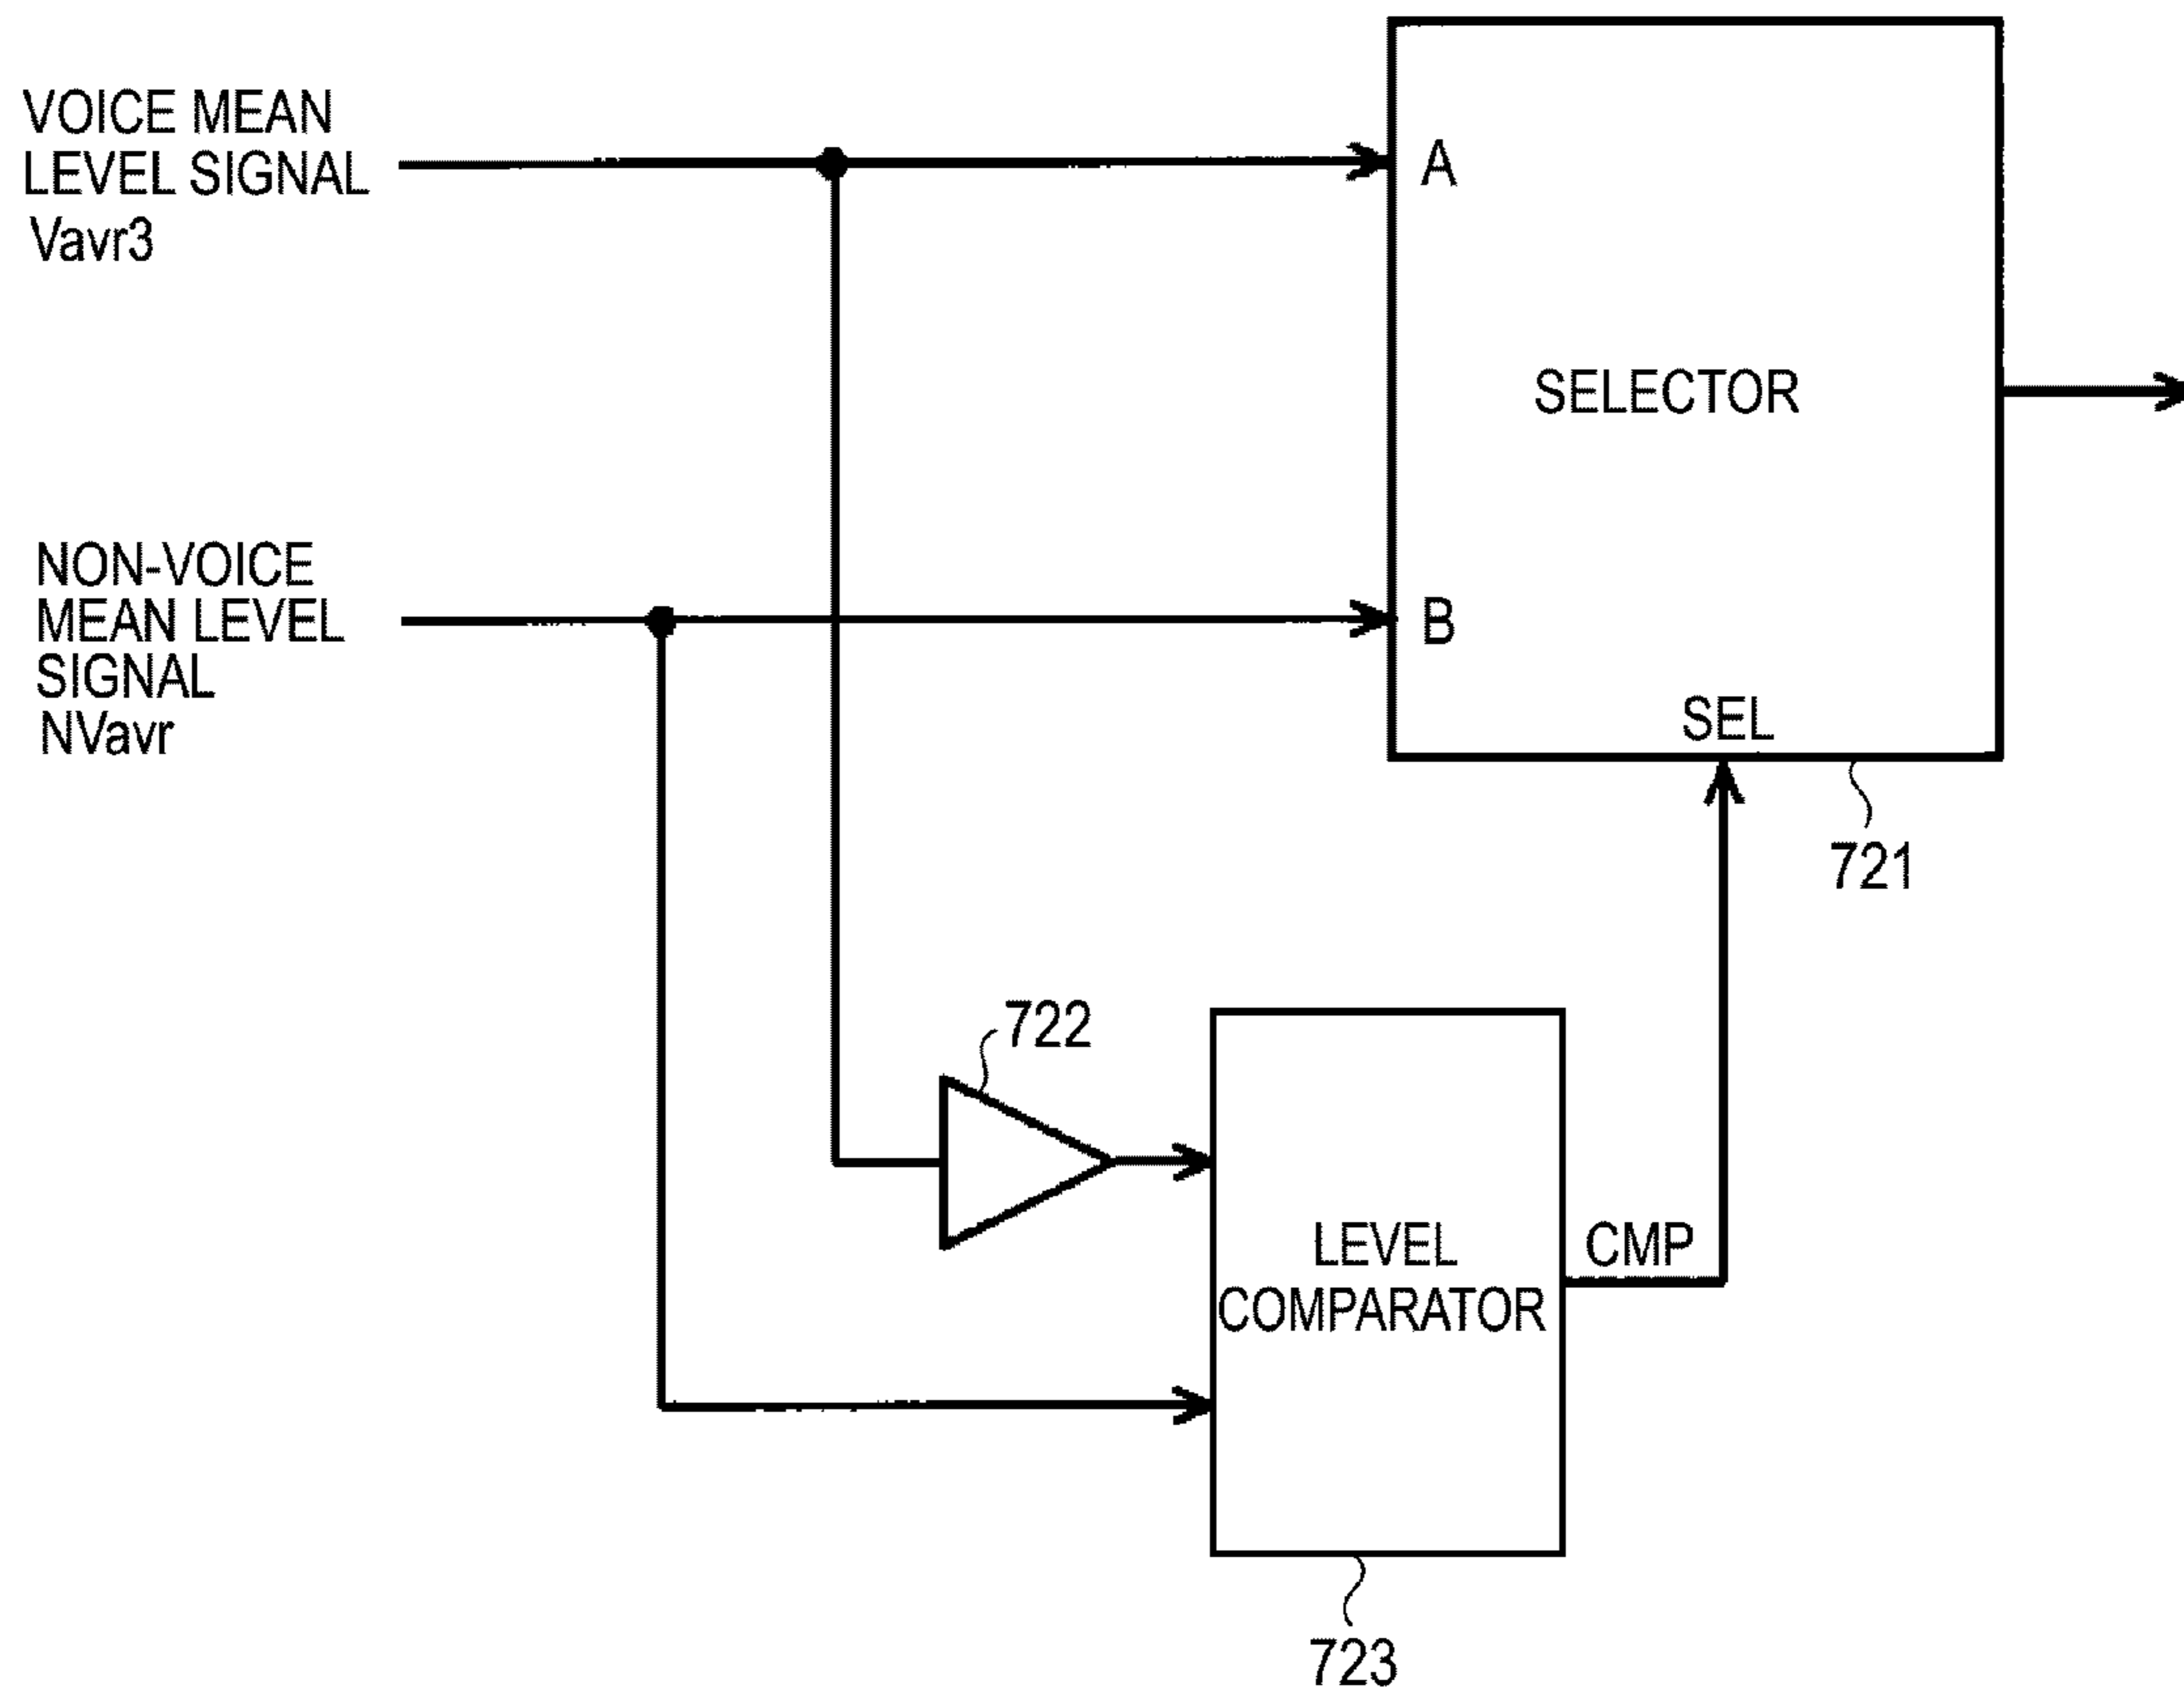 VOICE MEAN
LEVEL SIGNAL
Vavr3
A
SELECTOR
NON-VOICE
MEAN LEVEL
SIGNAL
NVavr
B
SEL
721
722
LEVEL
COMPARATOR
CMP
723